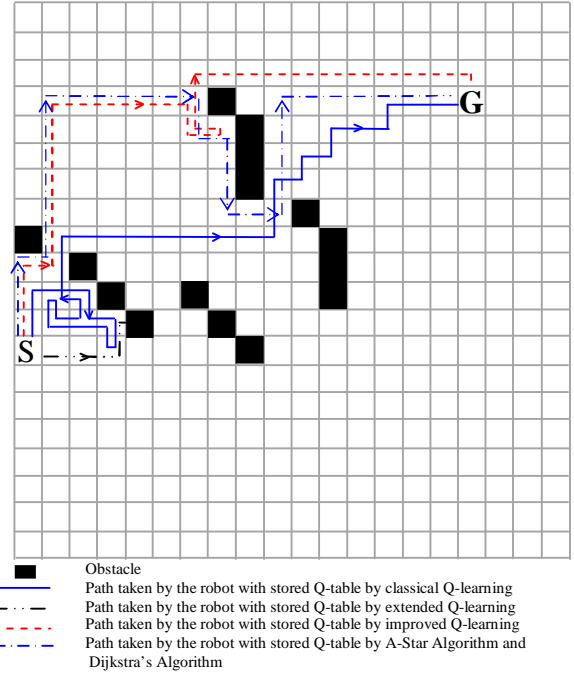 G
S
Obstacle
Path taken by the robot with stored Q-table by classical Q-learning
Path taken by the robot with stored Q-table by extended Q-learning
Path taken by the robot with stored Q-table by improved Q-learning
Path taken by the robot with stored Q-table by A-Star Algorithm and
Dijkstra's Algorithm